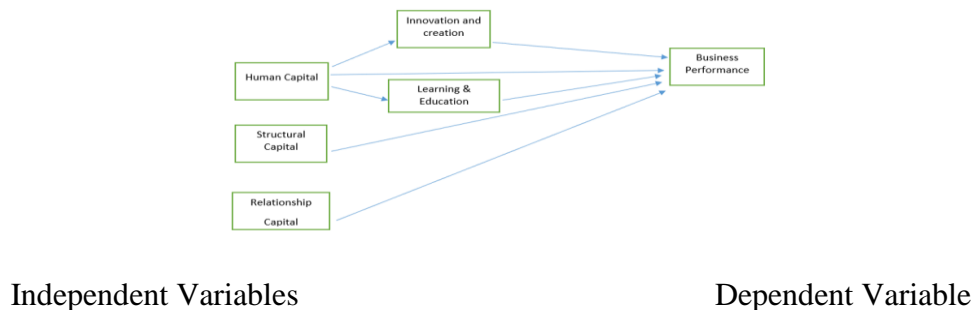 Innovation and
creation
Human Capital
Learning &
Education
Structural
Capital
Relationship
Capital
Business
Performance
Independent Variables
Dependent Variable